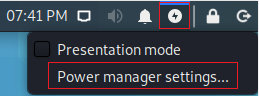 07:41 PM
Presentation mode
Power manager settings...